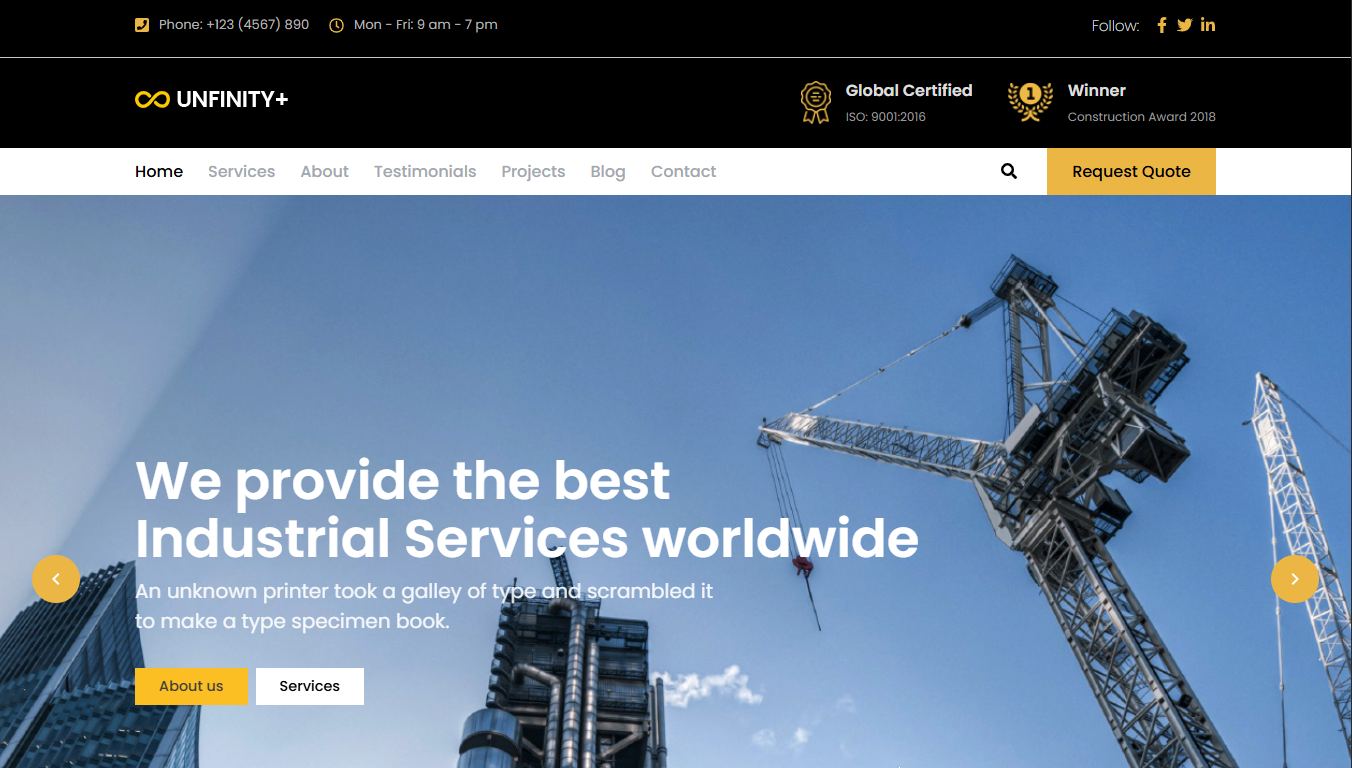 Phone: +123 (4567) 890 Mon - Fri: 9 am - 7 pm Follow:
UNFINITY+
Global Certified
ISO: 9001:2016
1
Winner
Construction Award 2018
Home Services About Testimonials Projects Blog Contact Request Quote
We provide the best
Industrial Services worldwide
An unknown printer took a galley of type and scrambled it
to make a type specimen book.
About us Services